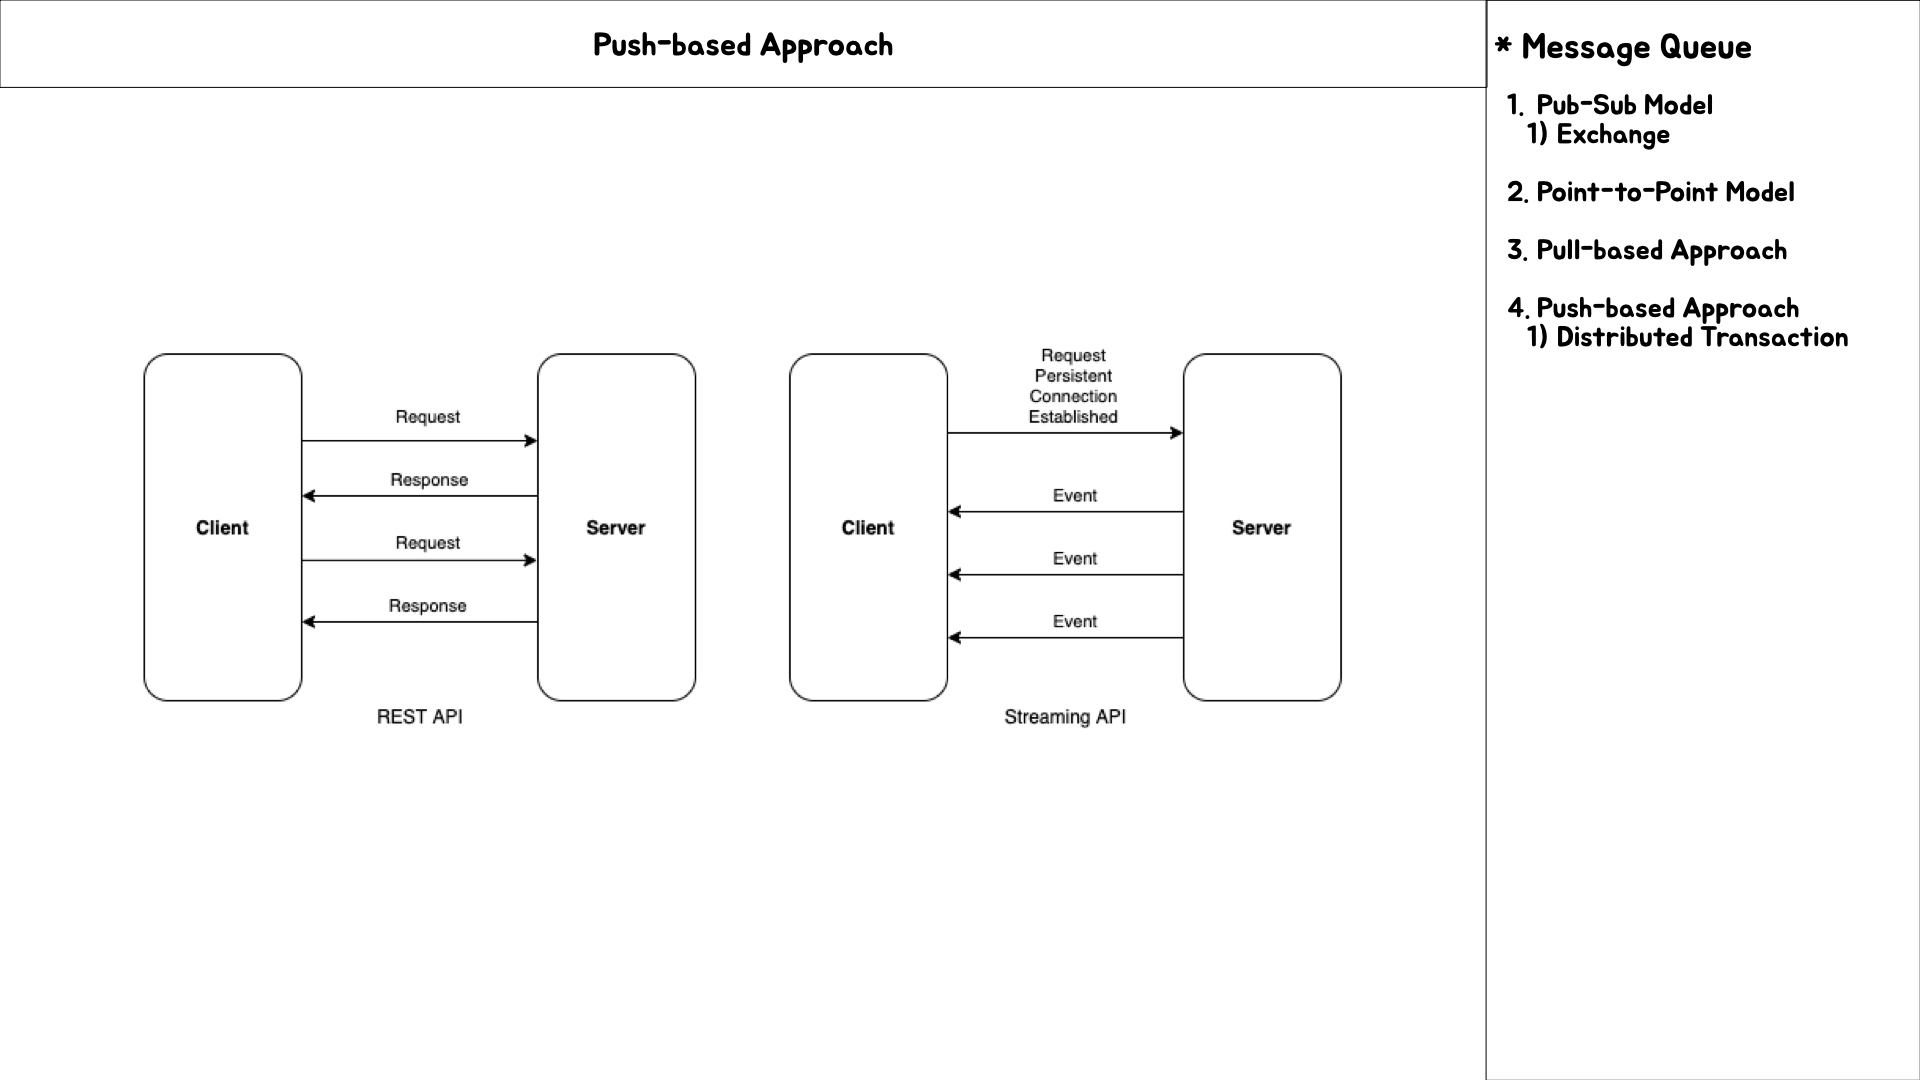 Push-based Approach
* Message Queue
1. Pub-Sub Model
1) Exchange
2. Point-to-Point Model
3. Pull-based Approach
4. Push-based Approach
1) Distributed Transaction
Client
Request
Response
Request
Response
Server
REST API
Client
Request
Persistent
Connection
Established
Event
Event
Event
Server
Streaming API